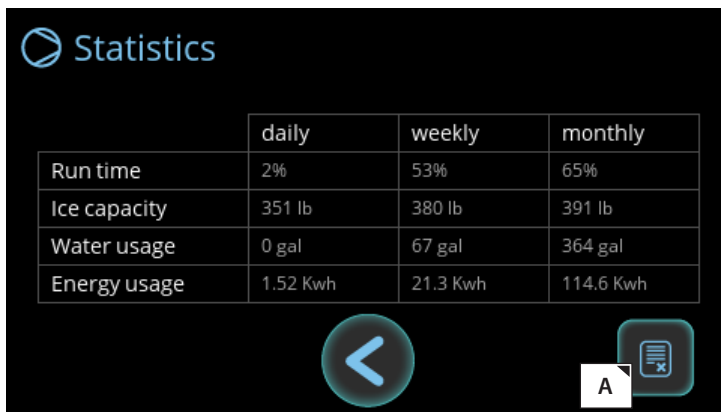 Statistics
daily weekly monthly
Run time 2% 53% 65%
Ice capacity 351 lb 380 lb 391 lb
Water usage 0 gal 67 gal 364 gal
Energy usage 1.52 Kwh 21.3 Kwh 114.6 Kwh
A